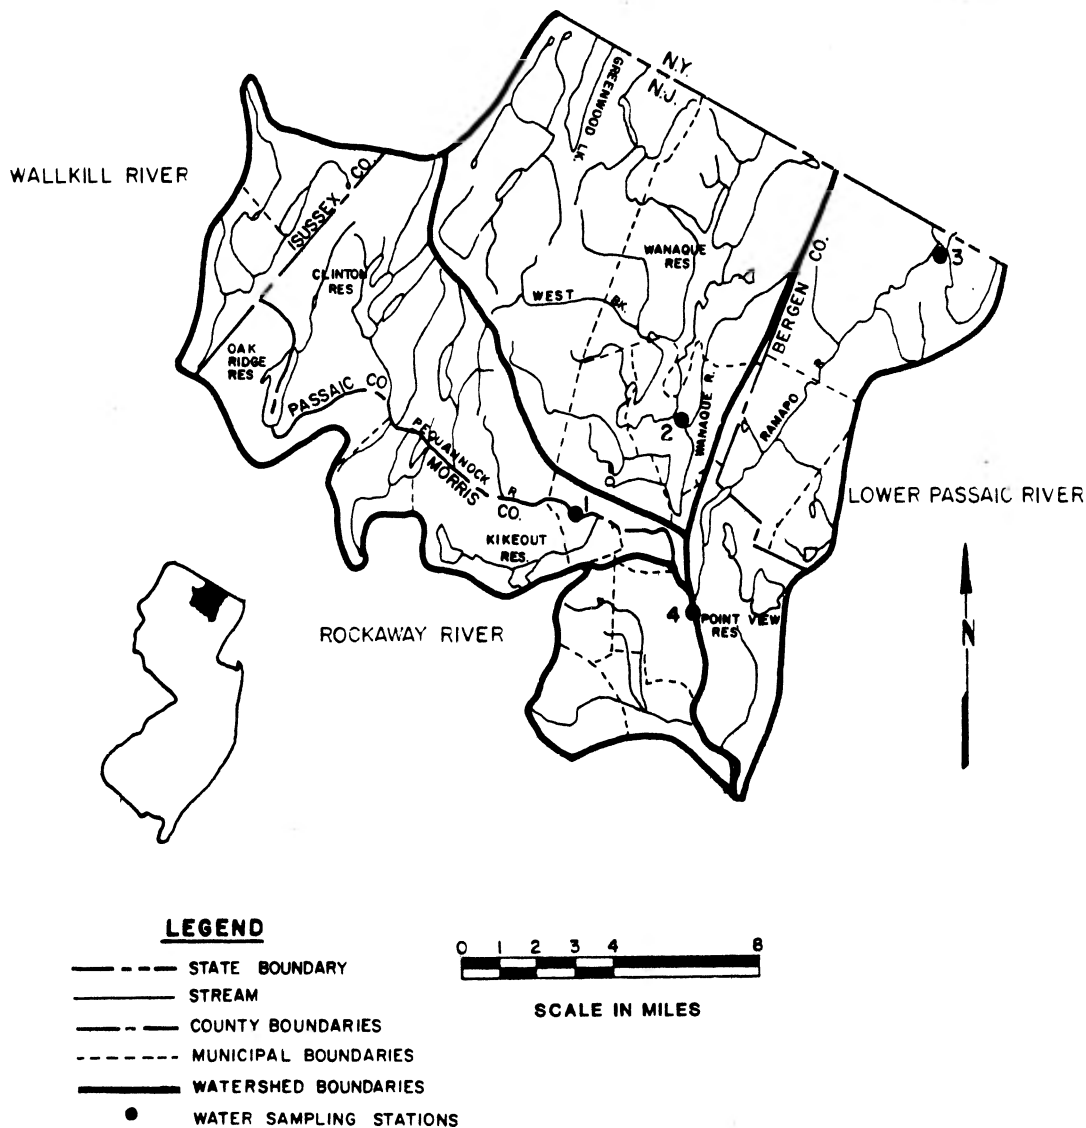 N.Y.
N.J.
GREENWOOD LK.
WALLKILL RIVER
ISUSSEX CO.
WANAQUE
RES
CO.
3
CLINTON
RES
WEST BK.
BERGEN
OAK
RIDGE
RES
PASSAIC CO
WANAQUE R.
RAMAPO R
2
PEQUANNOCK R
MORRIS CO.
LOWER PASSAIC RIVER
1
KIKEOUT
RES.
4
POINT VIEW
RES
ROCKAWAY RIVER
N
LEGEND
STATE BOUNDARY
STREAM
COUNTY BOUNDARIES
MUNICIPAL BOUNDARIES
WATERSHED BOUNDARIES
WATER SAMPLING STATIONS
0 1 2 3 4 8
SCALE IN MILES